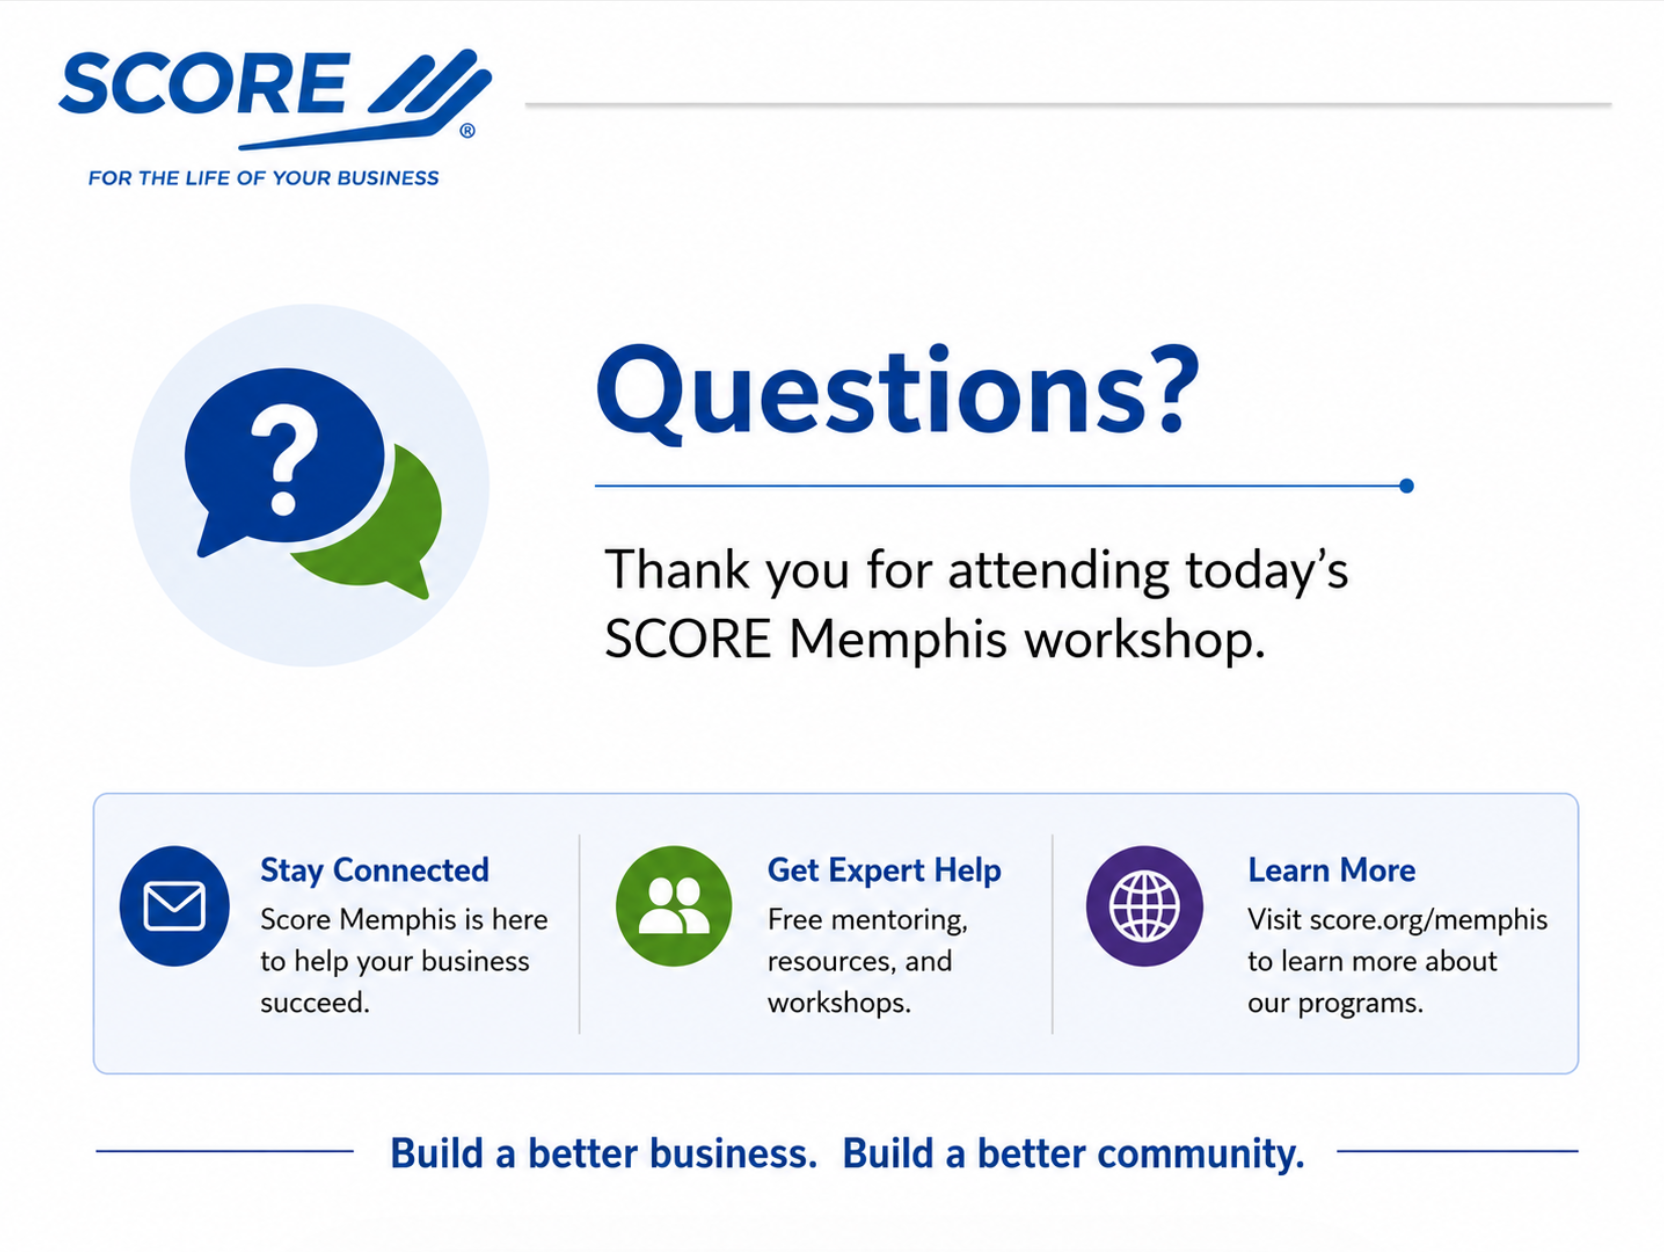 SCORE
®
FOR THE LIFE OF YOUR BUSINESS
?
Questions?
Thank you for attending today’s
SCORE Memphis workshop.
Stay Connected
Score Memphis is here
to help your business
succeed.
Get Expert Help
Free mentoring,
resources, and
workshops.
Learn More
Visit score.org/memphis
to learn more about
our programs.
Build a better business.  Build a better community.